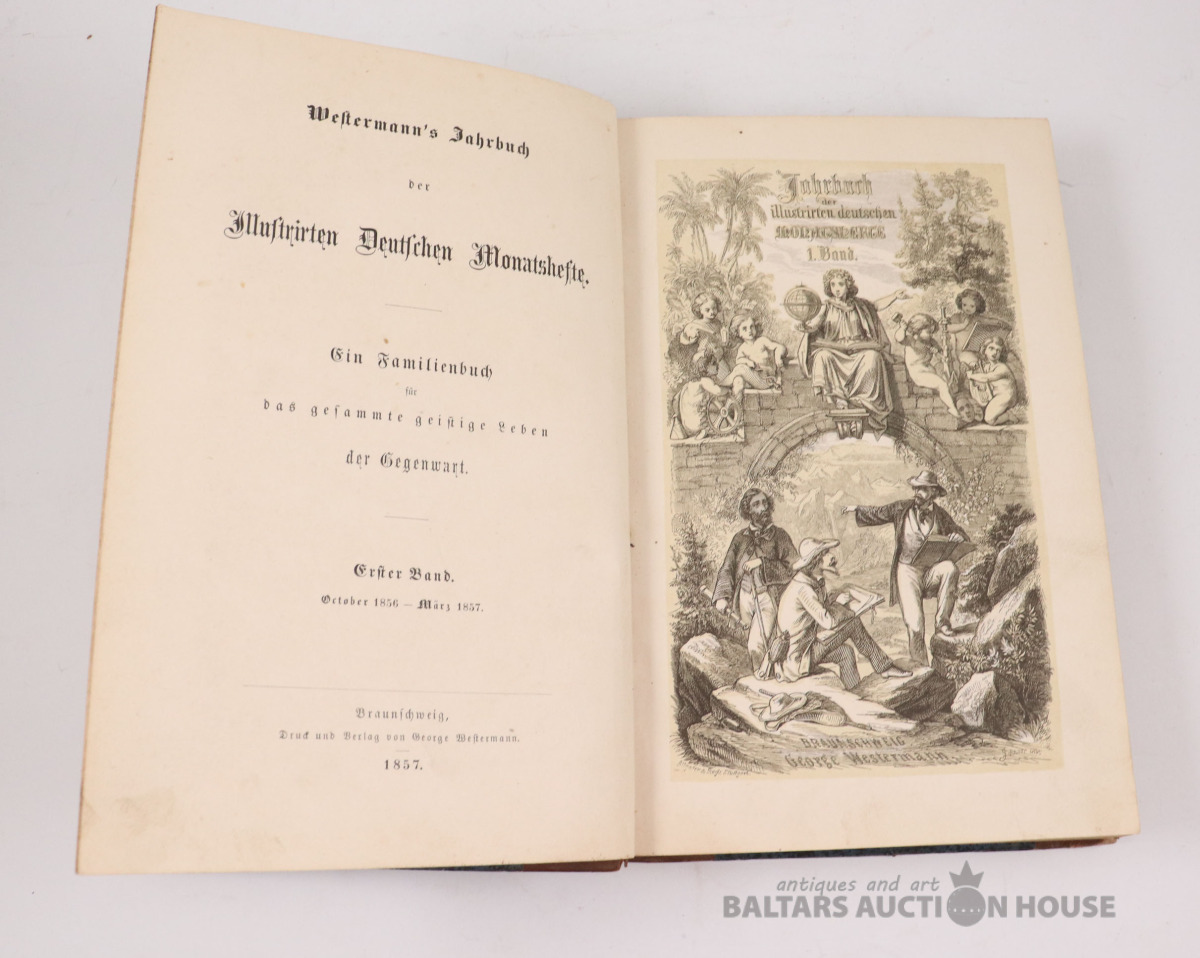 Westermann's Jahrbuch
der
Illustrirten Deutschen Monatshefte.
Ein Familienbuch
für
das gesammte geistige Leben
der Gegenwart.
Erster Band.
October 1856 – März 1857.
Braunschweig,
Druck und Verlag von George Westermann.
1857.
Jahrbuch
der
illustrirten deutschen
MONATSHEFTE
1. Band.
BRAUNSCHWEIG
George Westermann.
antiques and art
BALTARS AUCTION HOUSE